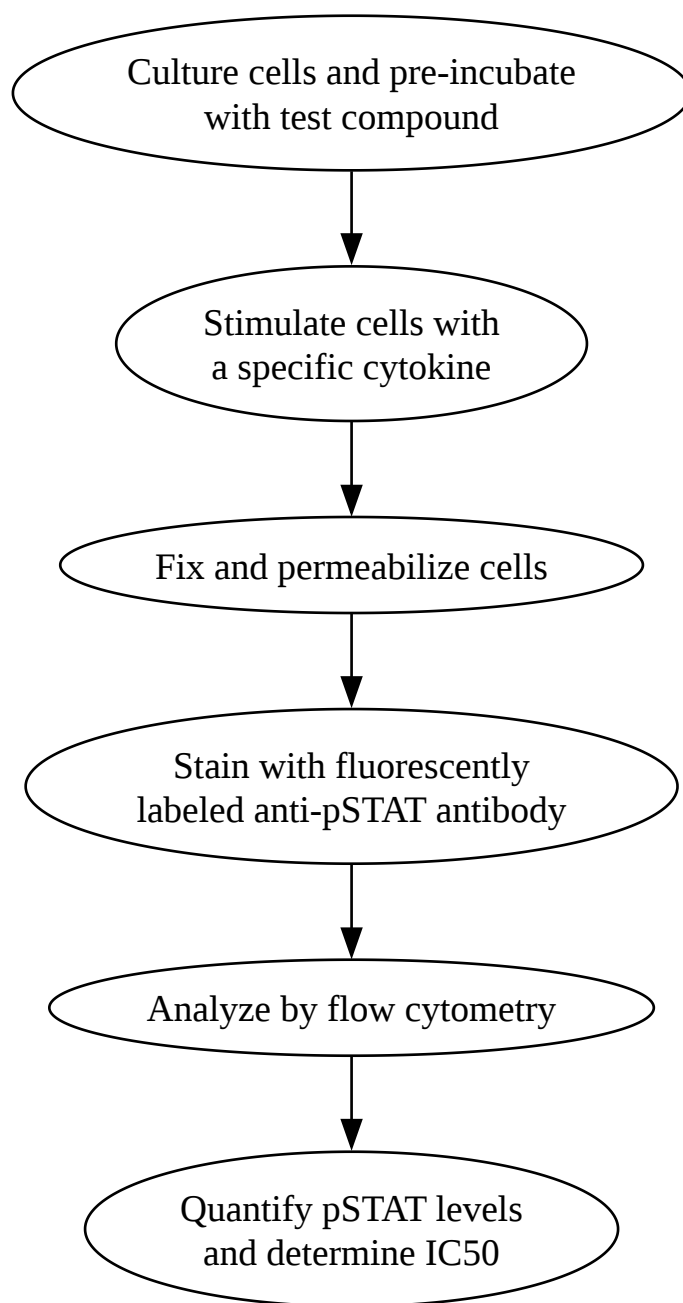 Culture cells and pre-incubate
with test compound
Stimulate cells with
a specific cytokine
Fix and permeabilize cells
Stain with fluorescently
labeled anti-pSTAT antibody
Analyze by flow cytometry
Quantify pSTAT levels
and determine IC50